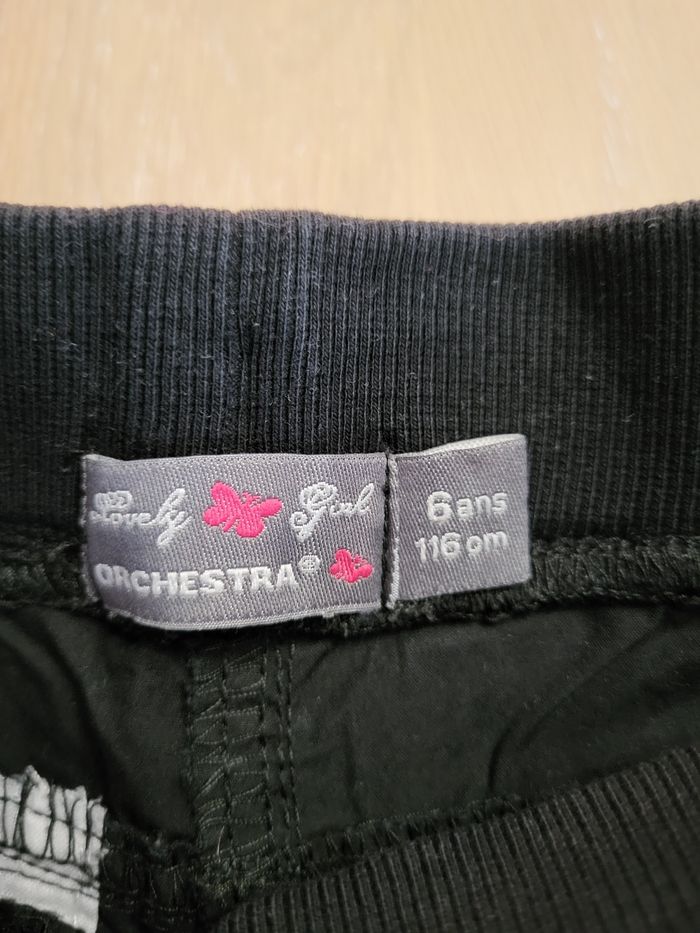 Lovely Girl
ORCHESTRA®
6 ans
116 cm